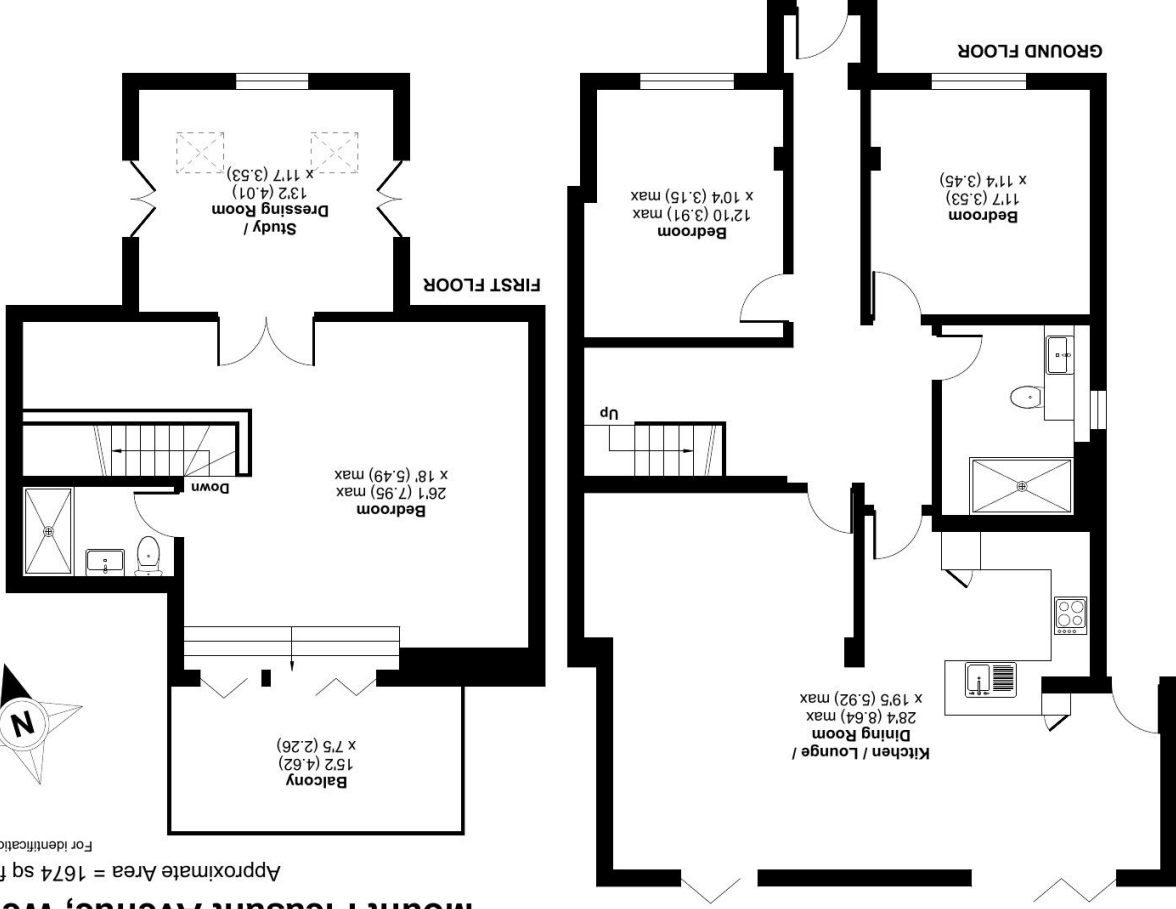 Mount Pleasant Avenue, We
Approximate Area = 1674 sq f
For identificatio
N
Kitchen / Lounge /
Dining Room
28'4 (8.64) max
x 19'5 (5.92) max
Up
Bedroom
11'7 (3.53)
x 11'4 (3.45)
Bedroom
12'10 (3.91) max
x 10'4 (3.15) max
GROUND FLOOR
Balcony
15'2 (4.62)
x 7'5 (2.26)
Bedroom
26'1 (7.95) max
x 18' (5.49) max
Down
FIRST FLOOR
Study /
Dressing Room
13'2 (4.01)
x 11'7 (3.53)